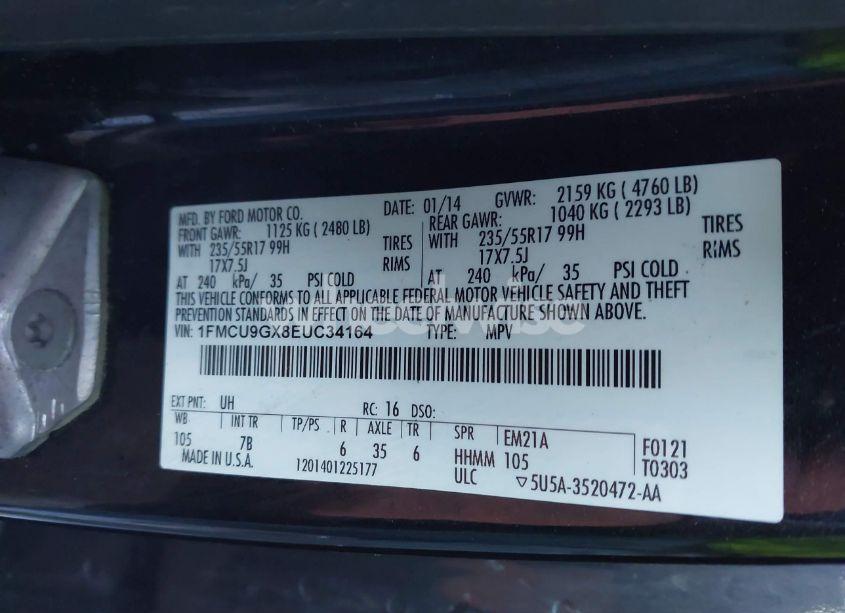 MFD. BY FORD MOTOR CO. DATE: 01/14 GVWR: 2159 KG ( 4760 LB)
FRONT GAWR: 1125 KG ( 2480 LB) REAR GAWR: 1040 KG ( 2293 LB)
WITH 235/55R17 99H TIRES WITH 235/55R17 99H TIRES
17X7.5J RIMS 17X7.5J RIMS
AT 240 kPa/ 35 PSI COLD AT 240 kPa/ 35 PSI COLD
THIS VEHICLE CONFORMS TO ALL APPLICABLE FEDERAL MOTOR VEHICLE SAFETY AND THEFT
PREVENTION STANDARDS IN EFFECT ON THE DATE OF MANUFACTURE SHOWN ABOVE.
VIN: 1FMCU9GX8EUC34164 TYPE: MPV
EXT PNT: UH RC: 16 DSO:
WB INT TR TP/PS R AXLE TR SPR EM21A F0121
105 7B 6 35 6 HHMM 105 T0303
MADE IN U.S.A. 1201401225177 ULC ▽5U5A-3520472-AA